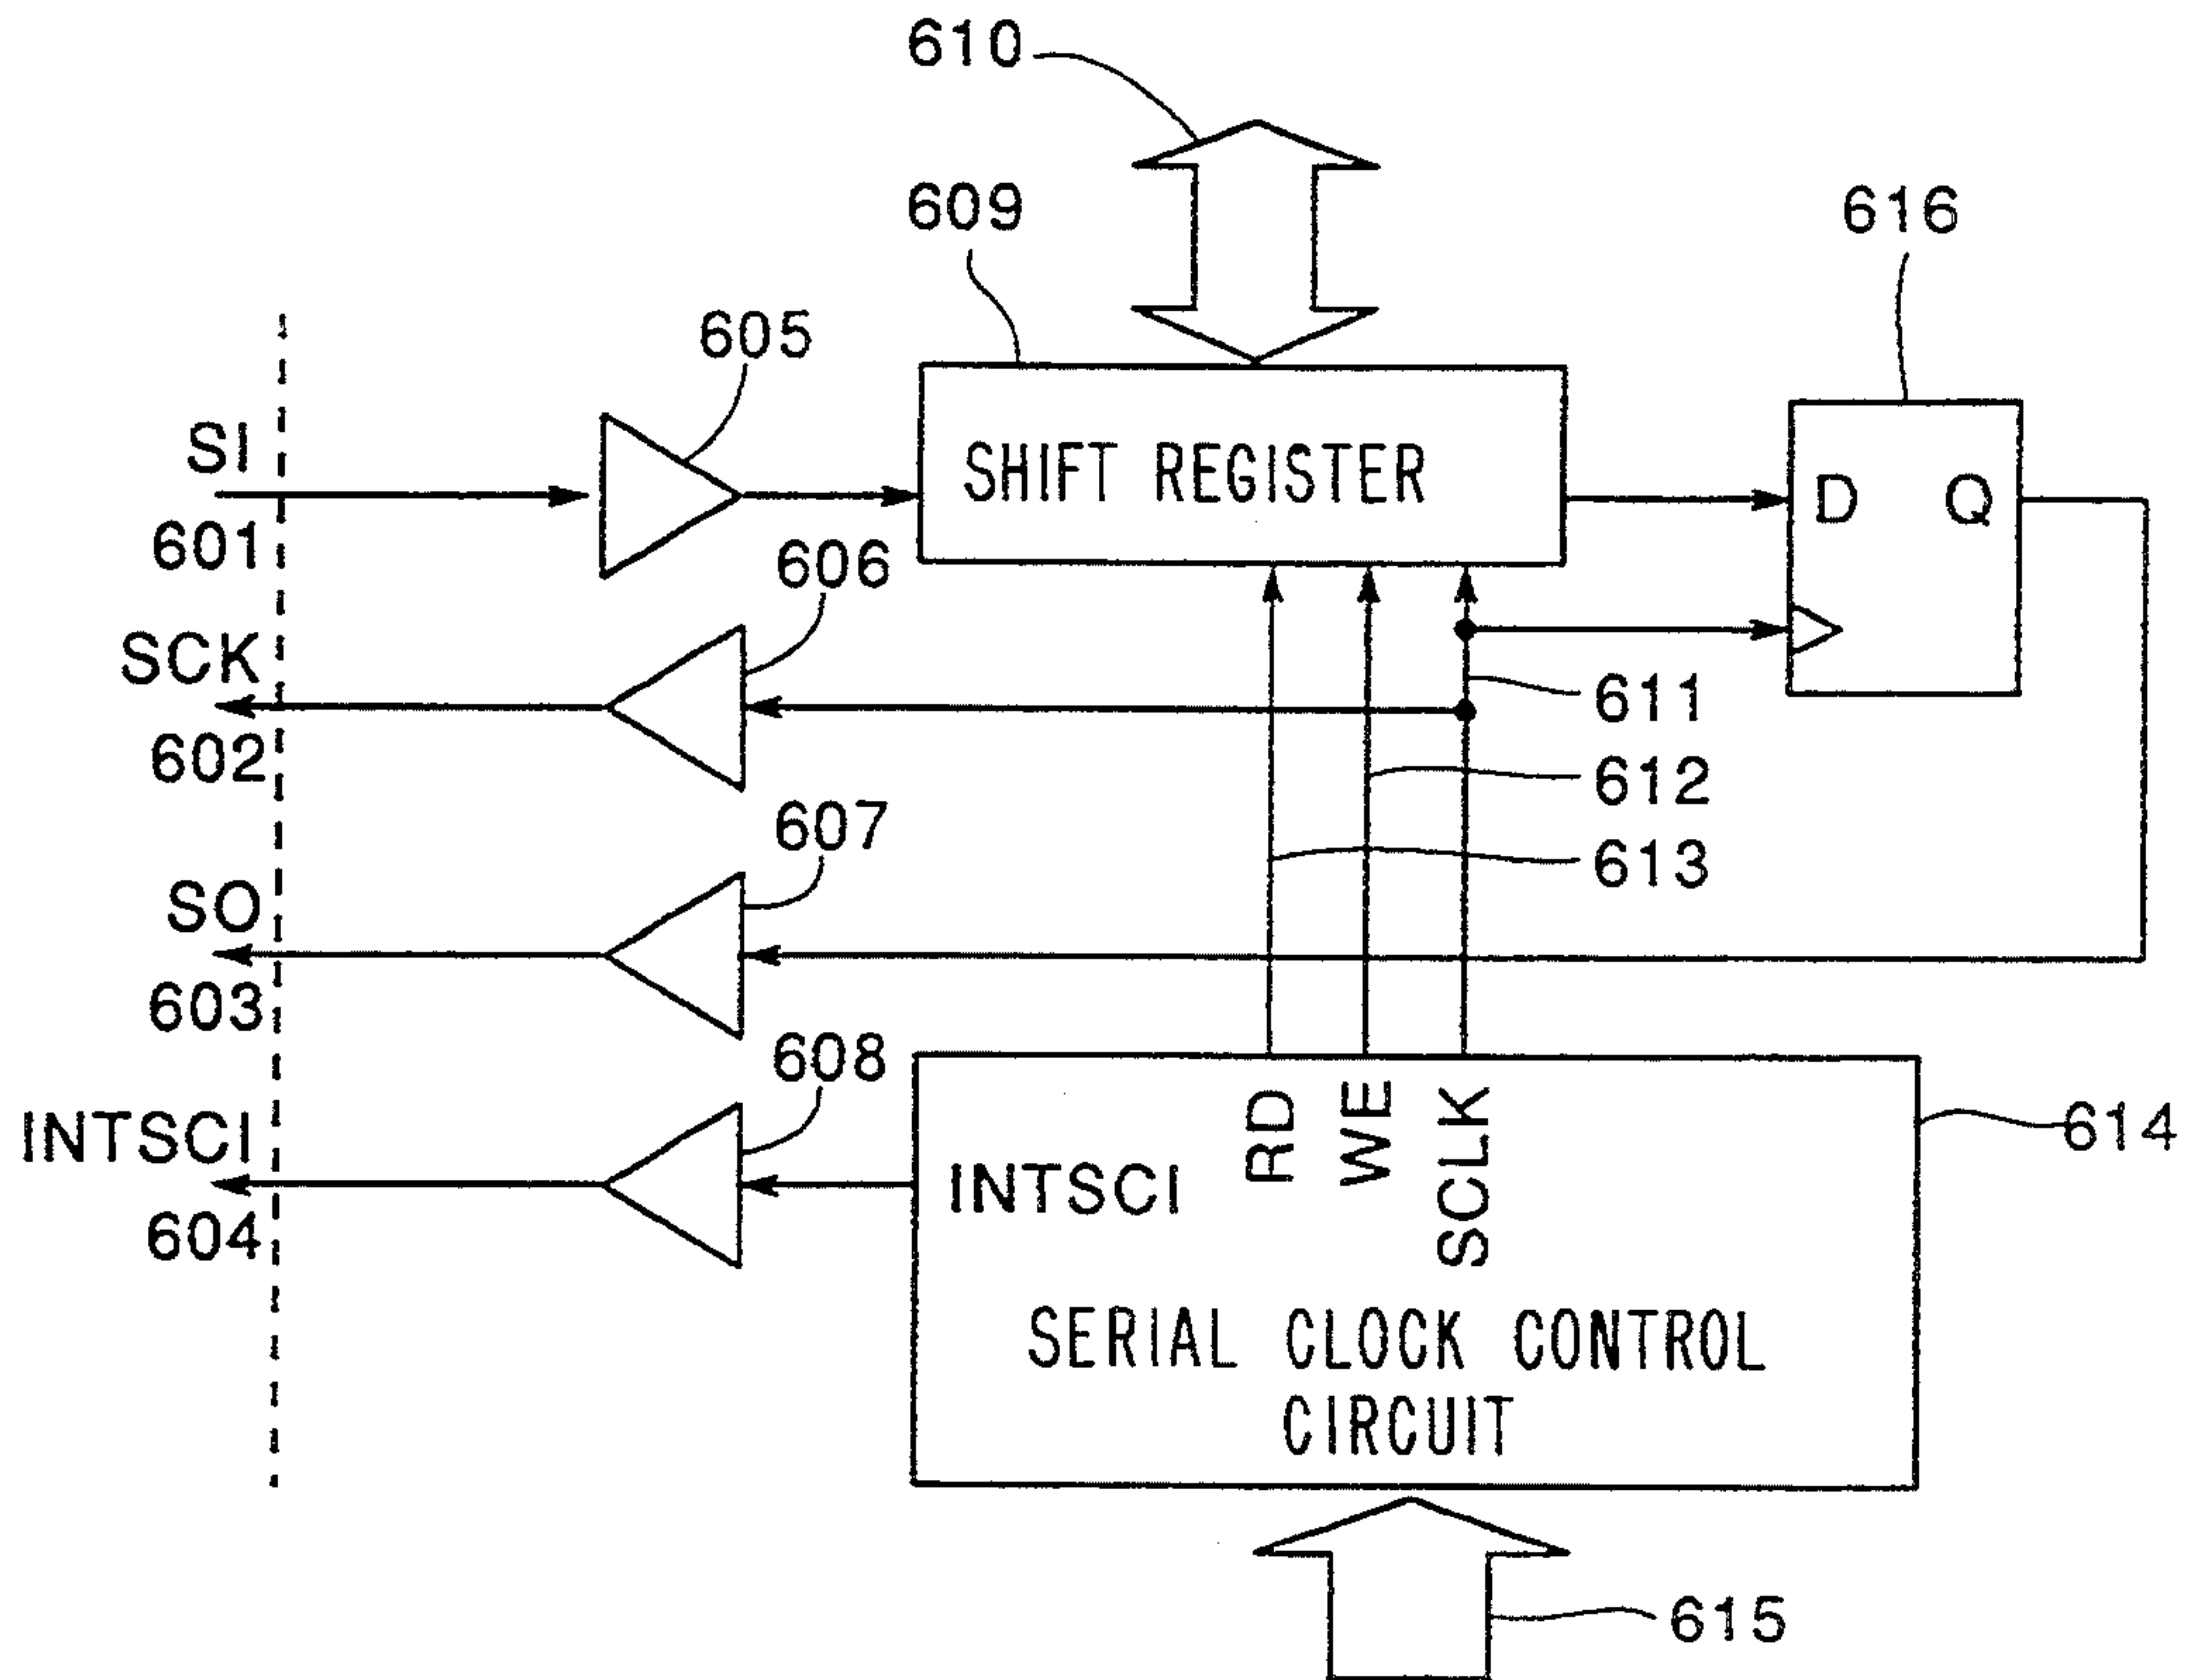 610
609
616
605
SI
601
SHIFT REGISTER
D Q
606
SCK
602
611
612
607
613
SO
603
608
RD
WE
SCLK
INTSCI
604
INTSCI
614
SERIAL CLOCK CONTROL
CIRCUIT
615